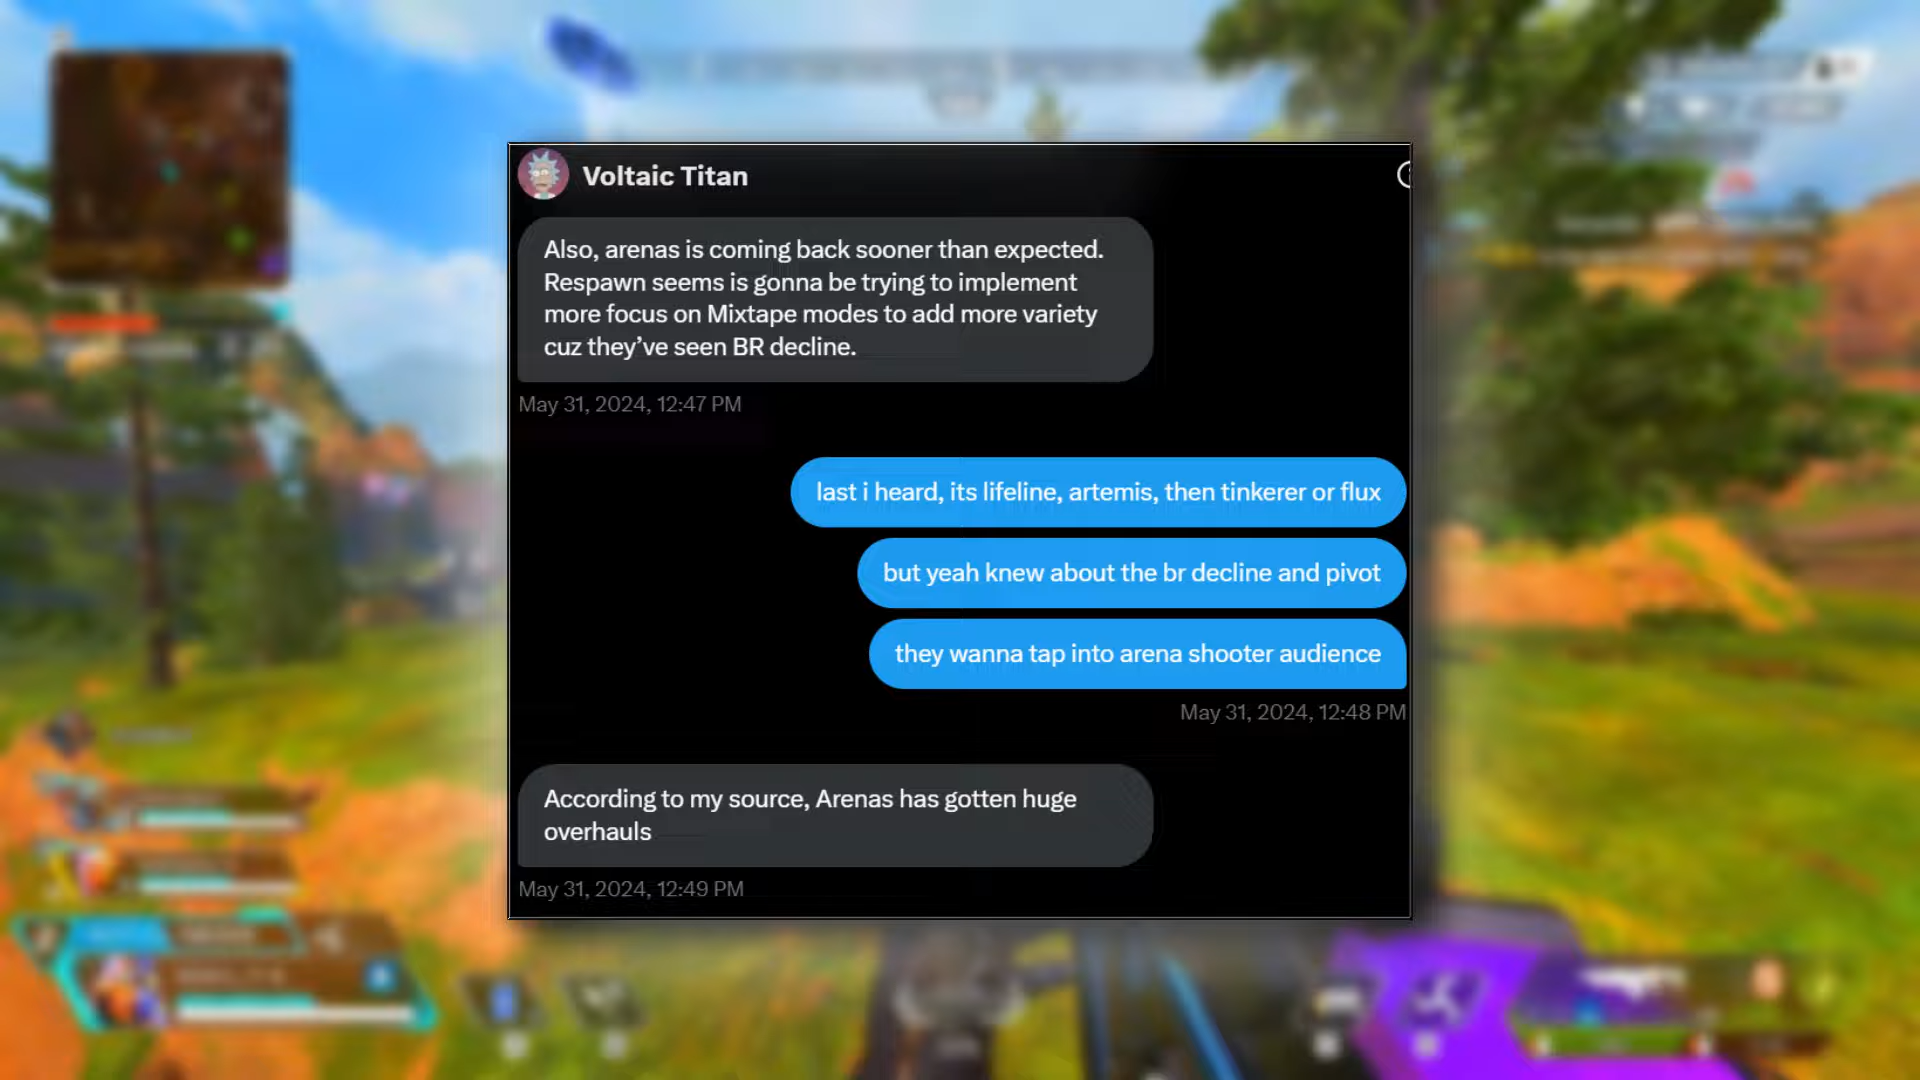 Voltaic Titan
Also, arenas is coming back sooner than expected.
Respawn seems is gonna be trying to implement
more focus on Mixtape modes to add more variety
cuz they’ve seen BR decline.
May 31, 2024, 12:47 PM
last i heard, its lifeline, artemis, then tinkerer or flux
but yeah knew about the br decline and pivot
they wanna tap into arena shooter audience
May 31, 2024, 12:48 PM
According to my source, Arenas has gotten huge
overhauls
May 31, 2024, 12:49 PM